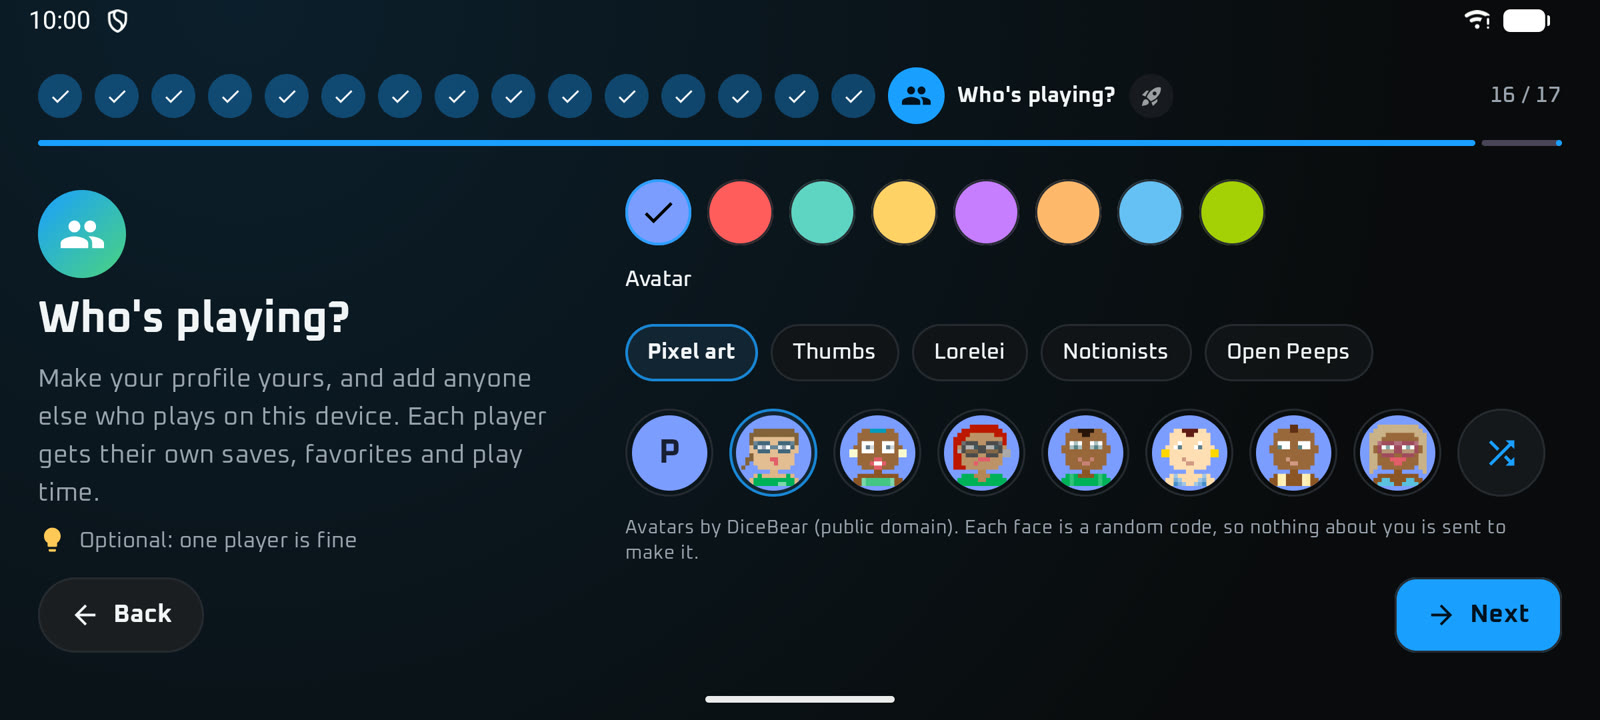 10:00
Who's playing?
16 / 17
Who's playing?
Make your profile yours, and add anyone
else who plays on this device. Each player
gets their own saves, favorites and play
time.
Optional: one player is fine
Back
Avatar
Pixel art
Thumbs
Lorelei
Notionists
Open Peeps
P
Avatars by DiceBear (public domain). Each face is a random code, so nothing about you is sent to
make it.
Next